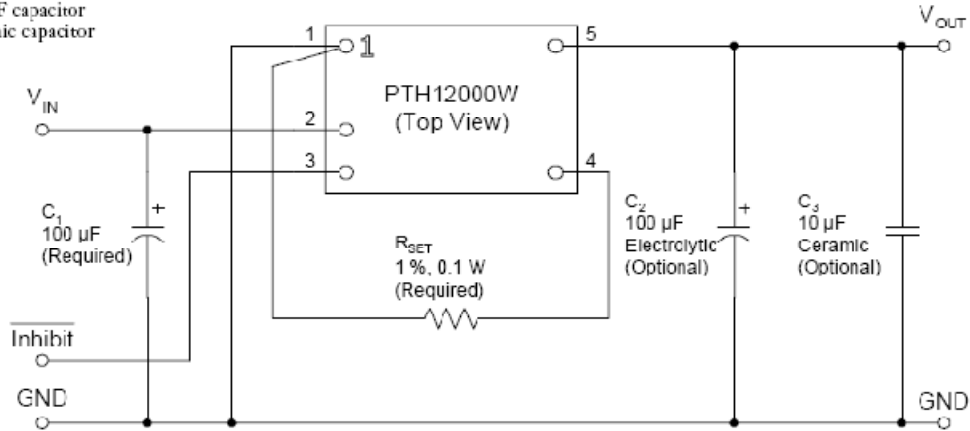 F capacitor
ic capacitor
V_IN
1
1
2
3
PTH12000W
(Top View)
5
4
V_OUT
C_1
100 µF
(Required)
+
R_SET
1 %, 0.1 W
(Required)
C_2
100 µF
Electrolytic
(Optional)
+
C_3
10 µF
Ceramic
(Optional)
Inhibit
GND
GND